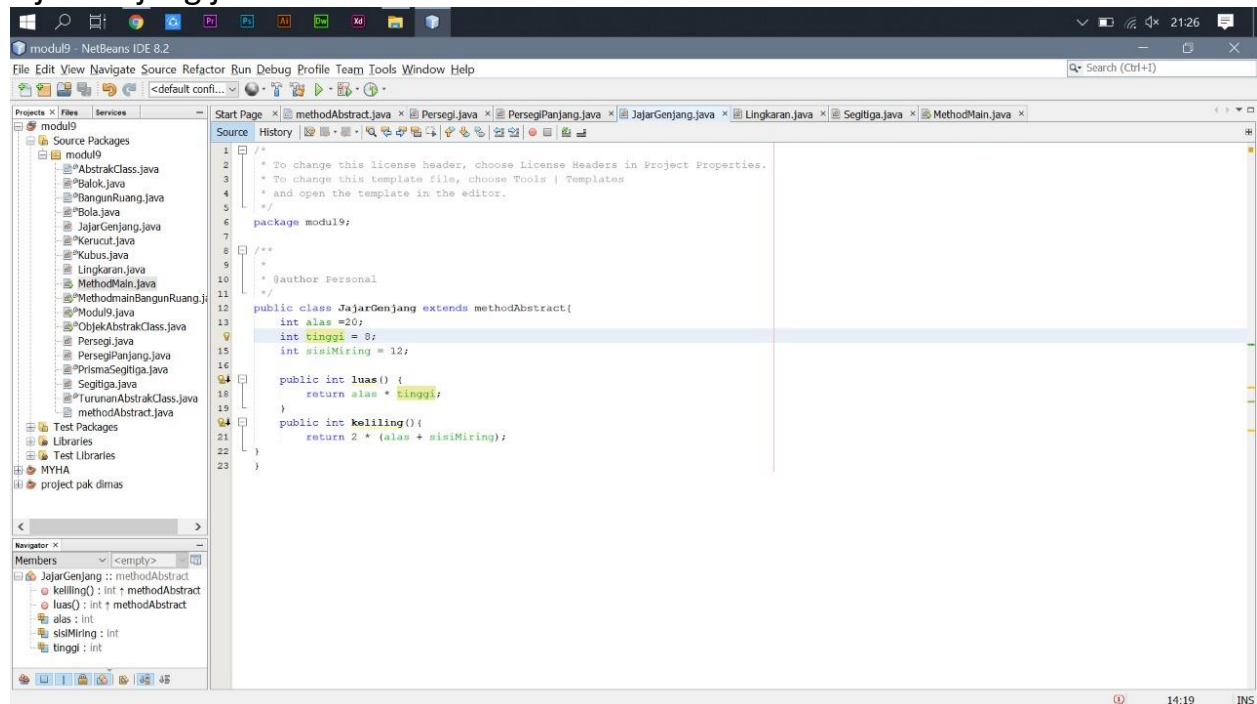 Pr Ps Ai Dw Xd 21:26
modul9 - NetBeans IDE 8.2
File Edit View Navigate Source Refactor Run Debug Profile Team Tools Window Help
Search (Ctrl+I)
<default confi...
Projects Files Services
Start Page methodAbstract.java Persegi.java PersegiPanjang.java JajarGenjang.java Lingkaran.java Segitiga.java MethodMain.java
Source History
modul9
Source Packages
modul9
AbstrakClass.java
Balok.java
BangunRuang.java
Bola.java
JajarGenjang.java
Kerucut.java
Kubus.java
Lingkaran.java
MethodMain.java
MethodmainBangunRuang.j
Modul9.java
ObjekAbstrakClass.java
Persegi.java
PersegiPanjang.java
PrismaSegitiga.java
Segitiga.java
TurunanAbstrakClass.java
methodAbstract.java
Test Packages
Libraries
Test Libraries
MYHA
project pak dimas
1 /*
2 * To change this license header, choose License Headers in Project Properties.
3 * To change this template file, choose Tools | Templates
4 * and open the template in the editor.
5 */
6 package modul9;
7
8 /**
9 *
10 * @author Personal
11 */
12 public class JajarGenjang extends methodAbstract{
13 int alas =20;
int tinggi = 8;
15 int sisiMiring = 12;
16
public int luas() {
18 return alas * tinggi;
19 }
public int keliling(){
21 return 2 * (alas + sisiMiring);
22 }
23 }
Navigator
Members <empty>
JajarGenjang :: methodAbstract
keliling() : int ↑ methodAbstract
luas() : int ↑ methodAbstract
alas : int
sisiMiring : int
tinggi : int
14:19 INS